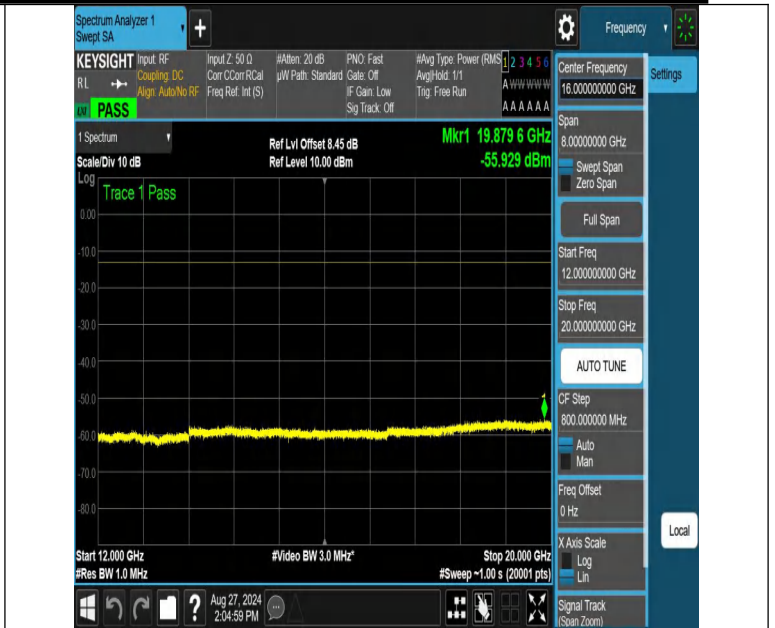 Spectrum Analyzer 1
Swept SA
Frequency
KEYSIGHT
RL
PASS
Input: RF
Coupling: DC
Align: Auto/No RF
Input Z: 50 Ω
Corr CCorr RCal
Freq Ref: Int (S)
#Atten: 20 dB
µW Path: Standard
PNO: Fast
Gate: Off
IF Gain: Low
Sig Track: Off
#Avg Type: Power (RMS
Avg|Hold: 1/1
Trig: Free Run
1 2 3 4 5 6
A W W W W W
A A A A A A
1 Spectrum
Scale/Div 10 dB
Ref Lvl Offset 8.45 dB
Ref Level 10.00 dBm
Mkr1 19.879 6 GHz
-55.929 dBm
Log
Trace 1 Pass
0.00
-10.0
-20.0
-30.0
-40.0
-50.0
-60.0
-70.0
-80.0
1
Start 12.000 GHz
#Res BW 1.0 MHz
#Video BW 3.0 MHz*
Stop 20.000 GHz
#Sweep ~1.00 s (20001 pts)
Aug 27, 2024
2:04:59 PM
Center Frequency
16.000000000 GHz
Settings
Span
8.00000000 GHz
Swept Span
Zero Span
Full Span
Start Freq
12.000000000 GHz
Stop Freq
20.000000000 GHz
AUTO TUNE
CF Step
800.000000 MHz
Auto
Man
Freq Offset
0 Hz
X Axis Scale
Log
Lin
Local
Signal Track
(Span Zoom)